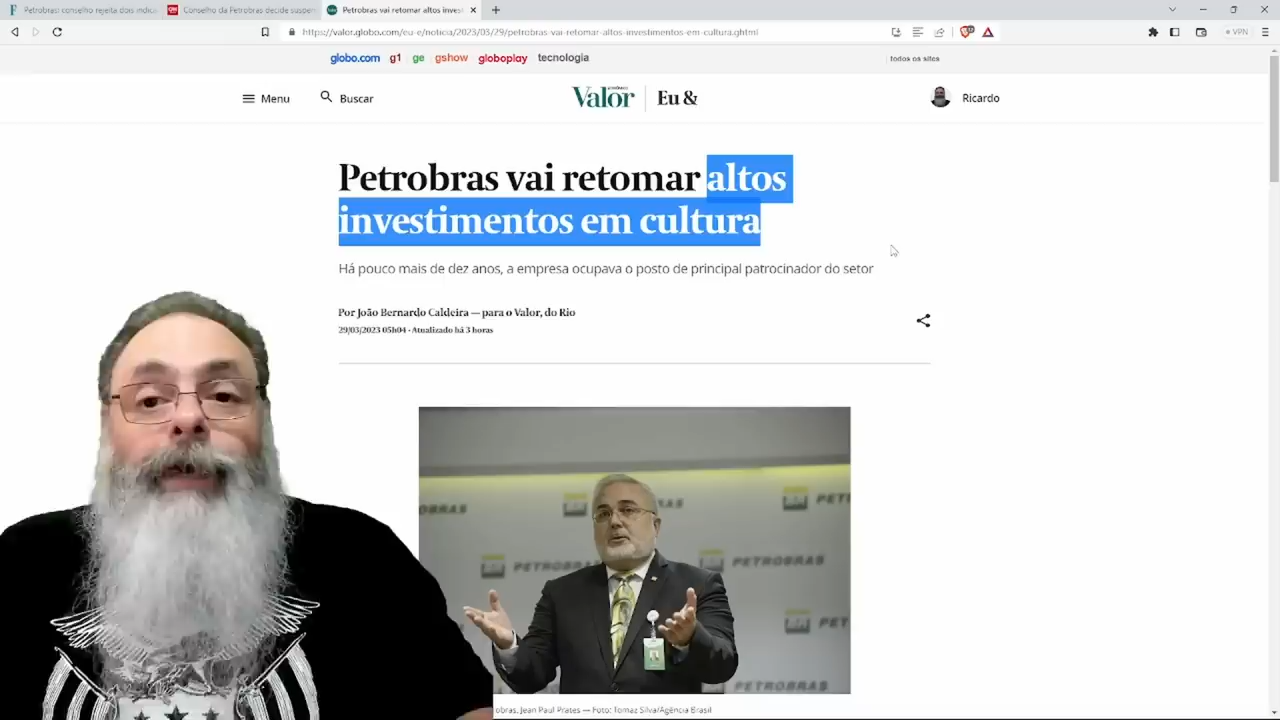 Petrobras: conselho rejeita dois indica
Conselho da Petrobras decide suspen
Petrobras vai retomar altos invest
https://valor.globo.com/eu-e/noticia/2023/03/29/petrobras-vai-retomar-altos-investimentos-em-cultura.ghtml
VPN
globo.com g1 ge gshow globoplay tecnologia
todos os sites
Menu
Buscar
Valor
Eu &
Ricardo
Petrobras vai retomar altos
investimentos em cultura
Há pouco mais de dez anos, a empresa ocupava o posto de principal patrocinador do setor
Por João Bernardo Caldeira — para o Valor, do Rio
29/03/2023 05h04 · Atualizado há 3 horas
PETROBRAS
PETROBRAS
PETROBRAS
obras, Jean Paul Prates — Foto: Tomaz Silva/Agência Brasil